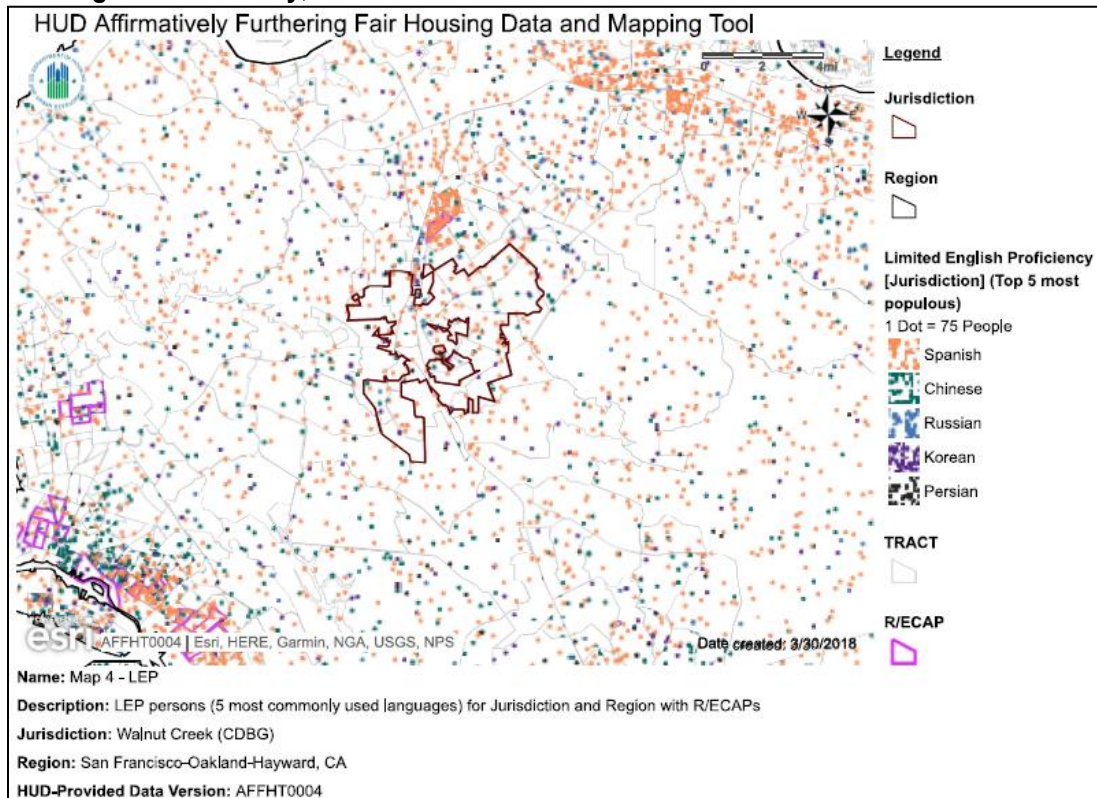 HUD Affirmatively Furthering Fair Housing Data and Mapping Tool
0 2 4mi
N
W E
Legend
Jurisdiction
Region
Limited English Proficiency
[Jurisdiction] (Top 5 most
populous)
1 Dot = 75 People
Spanish
Chinese
Russian
Korean
Persian
TRACT
R/ECAP
esri AFFHT0004 | Esri, HERE, Garmin, NGA, USGS, NPS
Date created: 3/30/2018
Name: Map 4 - LEP
Description: LEP persons (5 most commonly used languages) for Jurisdiction and Region with R/ECAPs
Jurisdiction: Walnut Creek (CDBG)
Region: San Francisco-Oakland-Hayward, CA
HUD-Provided Data Version: AFFHT0004